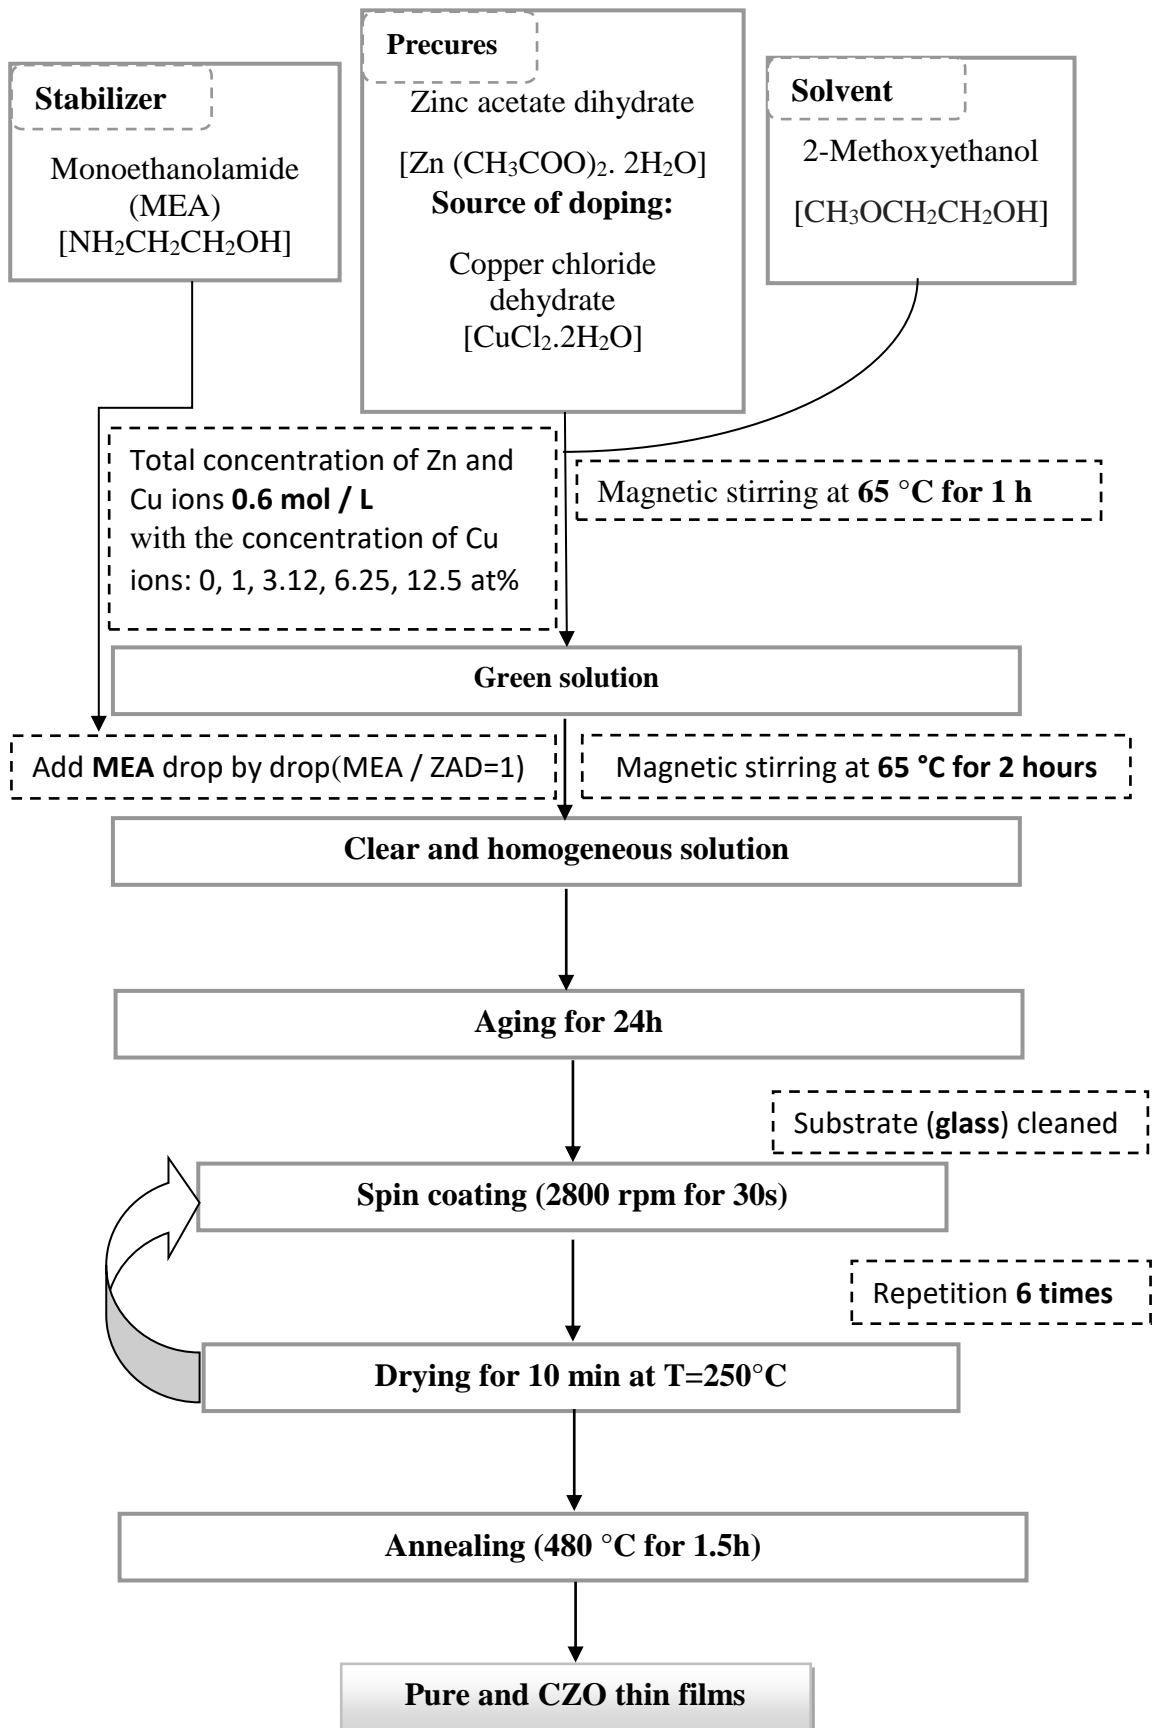 Stabilizer
Monoethanolamide
(MEA)
[NH₂CH₂CH₂OH]
Precures
Zinc acetate dihydrate
[Zn (CH₃COO)₂. 2H₂O]
Source of doping:
Copper chloride
dehydrate
[CuCl₂.2H₂O]
Solvent
2-Methoxyethanol
[CH₃OCH₂CH₂OH]
Total concentration of Zn and
Cu ions 0.6 mol / L
with the concentration of Cu
ions: 0, 1, 3.12, 6.25, 12.5 at%
Magnetic stirring at 65 °C for 1 h
Green solution
Add MEA drop by drop(MEA / ZAD=1)
Magnetic stirring at 65 °C for 2 hours
Clear and homogeneous solution
Aging for 24h
Substrate (glass) cleaned
Spin coating (2800 rpm for 30s)
Repetition 6 times
Drying for 10 min at T=250°C
Annealing (480 °C for 1.5h)
Pure and CZO thin films